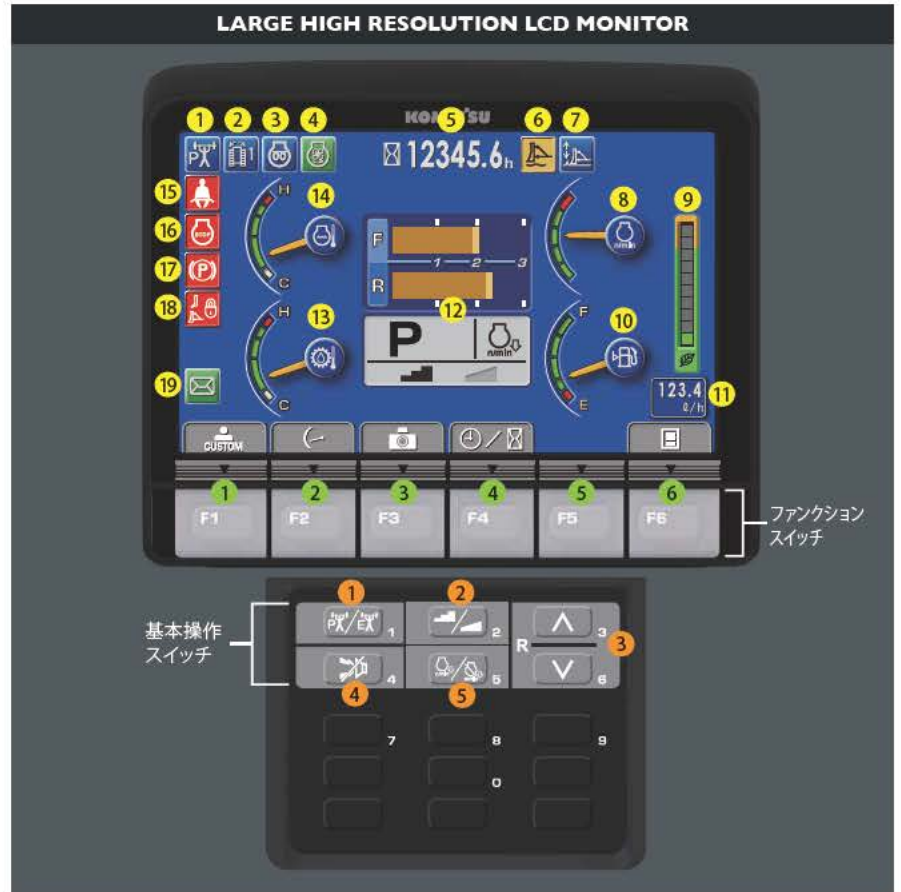 LARGE HIGH RESOLUTION LCD MONITOR
KOMATSU
1 2 3 4 5 6 7
P 1 12345.6h
15 H 14 8 9
n/min
16 STOP F
17 P 1 2 3
C R
18 12 F
H 13 P 10
n/min
19 123.4 11
C E ℓ/h
CUSTOM
1 2 3 4 5 6
F1 F2 F3 F4 F5 F6
ファンクション
スイッチ
1 2
基本操作
スイッチ
P/E 1 2 R 3 3
4 5 6
4 5
7 8 9
0